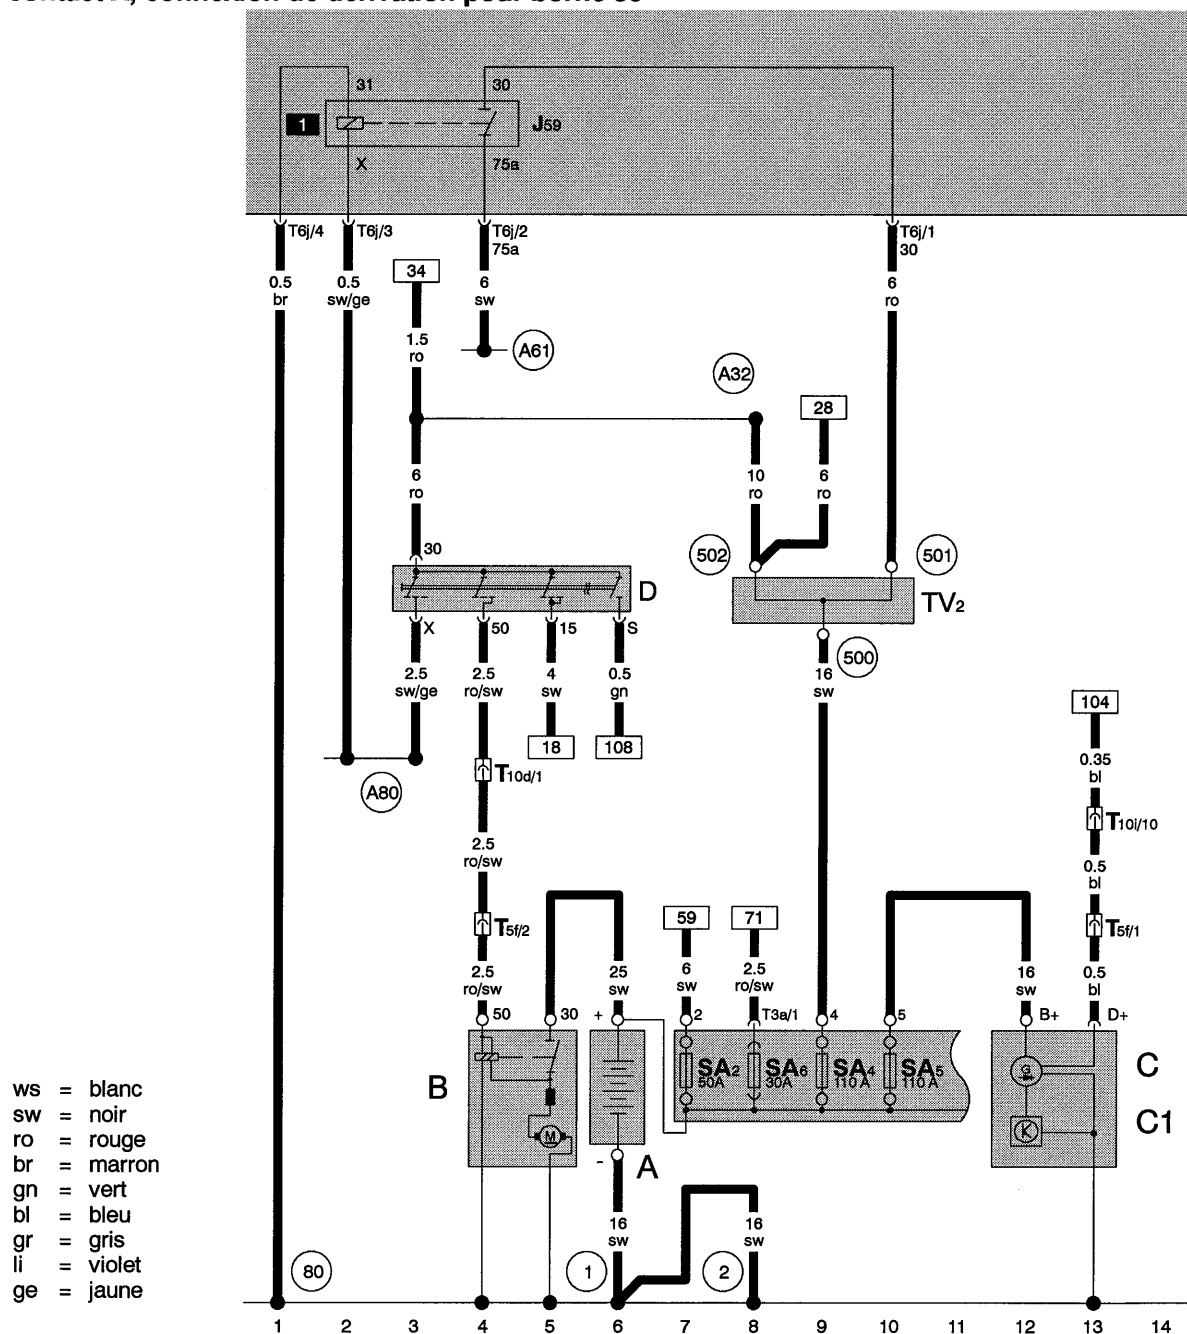 31
30
1
J59
X
75a
T6j/4
T6j/3
T6j/2
75a
T6j/1
30
34
0.5
br
0.5
sw/ge
6
sw
6
ro
1.5
ro
A61
A32
28
6
ro
10
ro
6
ro
30
502
501
D
TV2
X
50
15
S
500
2.5
sw/ge
2.5
ro/sw
4
sw
0.5
gn
16
sw
104
18
108
0.35
bl
A80
T10d/1
T10i/10
2.5
ro/sw
0.5
bl
59
71
T5f/2
T5f/1
2.5
ro/sw
25
sw
6
sw
2.5
ro/sw
16
sw
0.5
bl
50
30
+
2
T3a/1
4
5
B+
D+
B
SA2
50A
SA6
30A
SA4
110 A
SA5
110 A
G
C
M
K
C1
-
A
ws = blanc
sw = noir
ro = rouge
br = marron
gn = vert
bl = bleu
gr = gris
li = violet
ge = jaune
16
sw
16
sw
80
1
2
1 2 3 4 5 6 7 8 9 10 11 12 13 14